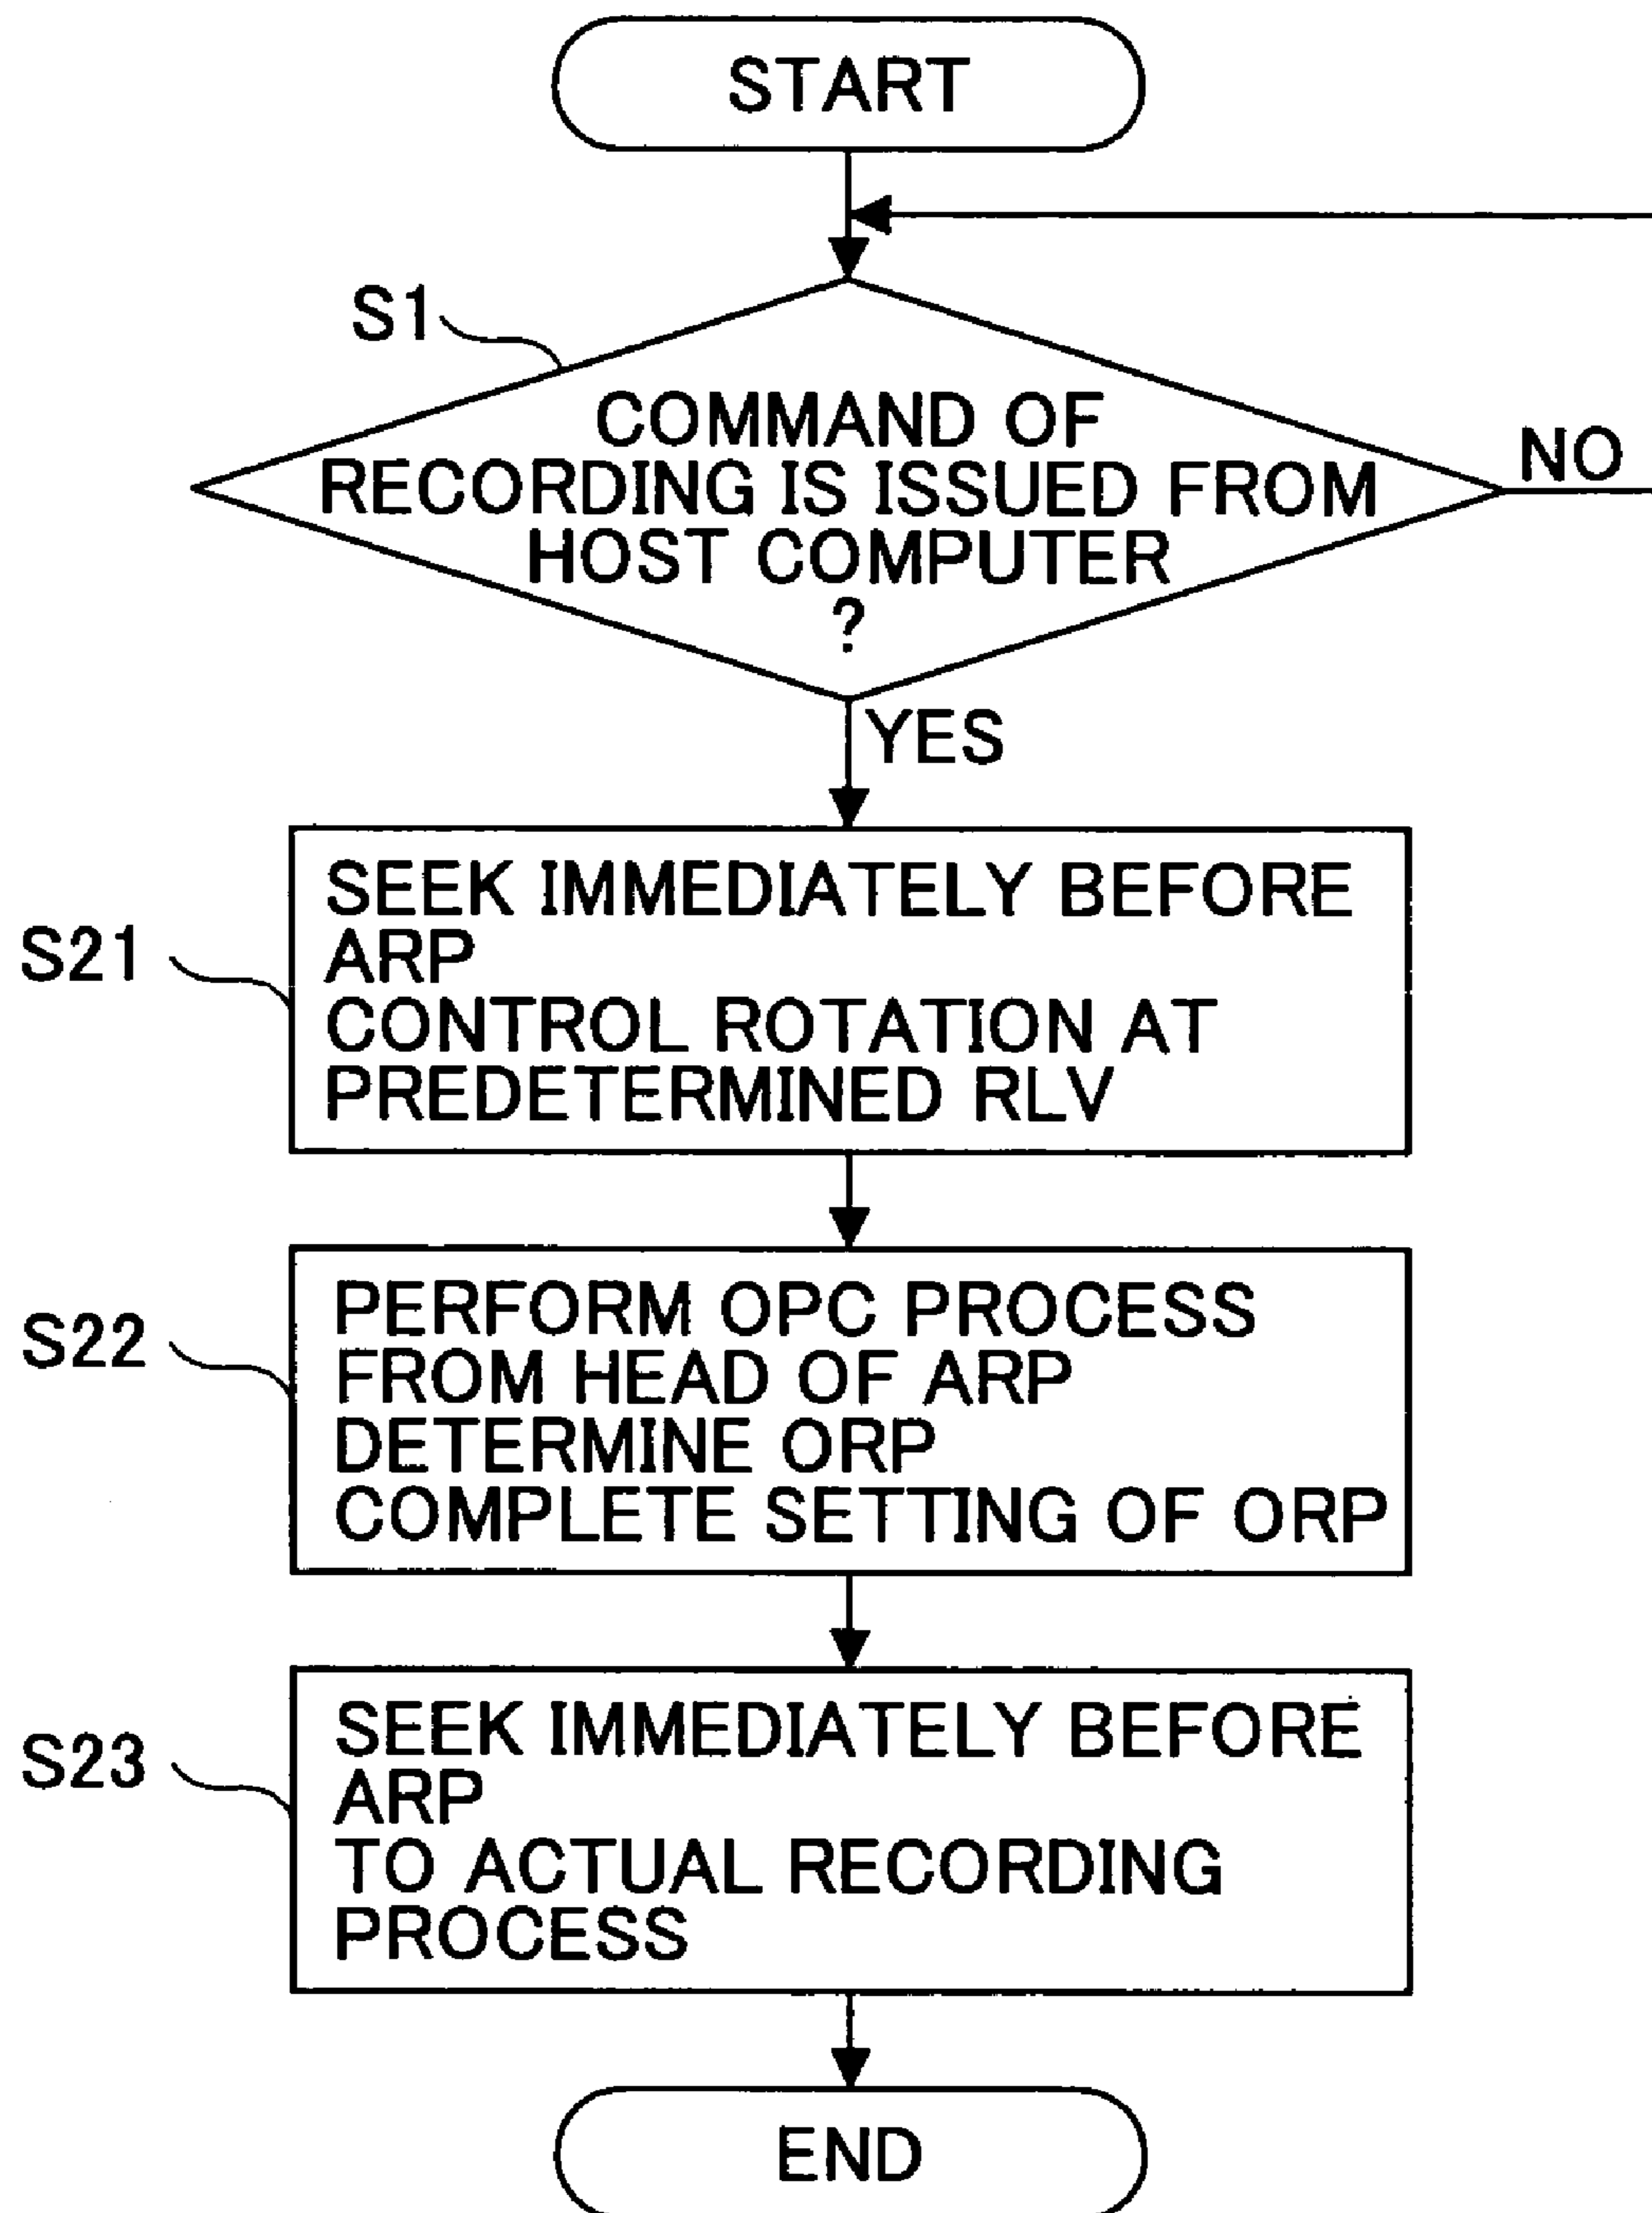 START
S1
COMMAND OF
RECORDING IS ISSUED FROM
HOST COMPUTER
?
NO
YES
S21
SEEK IMMEDIATELY BEFORE
ARP
CONTROL ROTATION AT
PREDETERMINED RLV
S22
PERFORM OPC PROCESS
FROM HEAD OF ARP
DETERMINE ORP
COMPLETE SETTING OF ORP
S23
SEEK IMMEDIATELY BEFORE
ARP
TO ACTUAL RECORDING
PROCESS
END